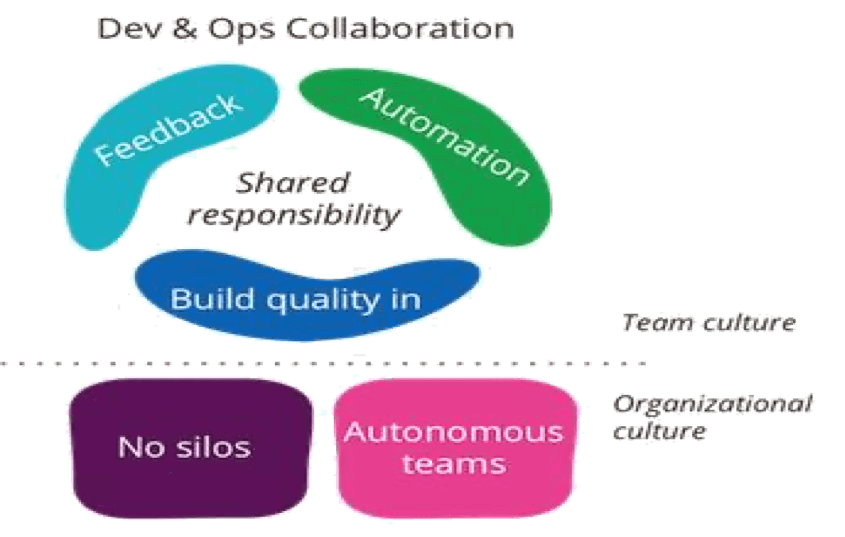 Dev & Ops Collaboration
Feedback
Automation
Shared
responsibility
Build quality in
Team culture
Organizational
culture
No silos
Autonomous
teams